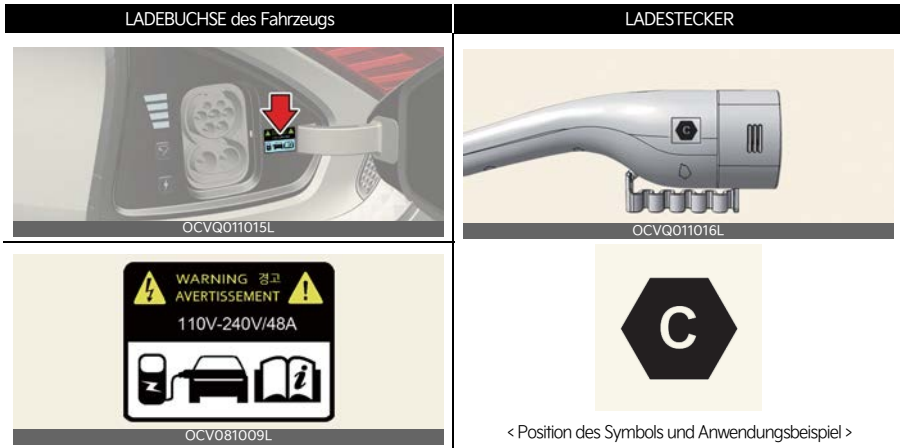 LADEBUCHSE des Fahrzeugs
LADESTECKER
OCVQ011015L
C
OCVQ011016L
WARNING 경고
AVERTISSEMENT
110V-240V/48A
OCV081009L
C
< Position des Symbols und Anwendungsbeispiel >